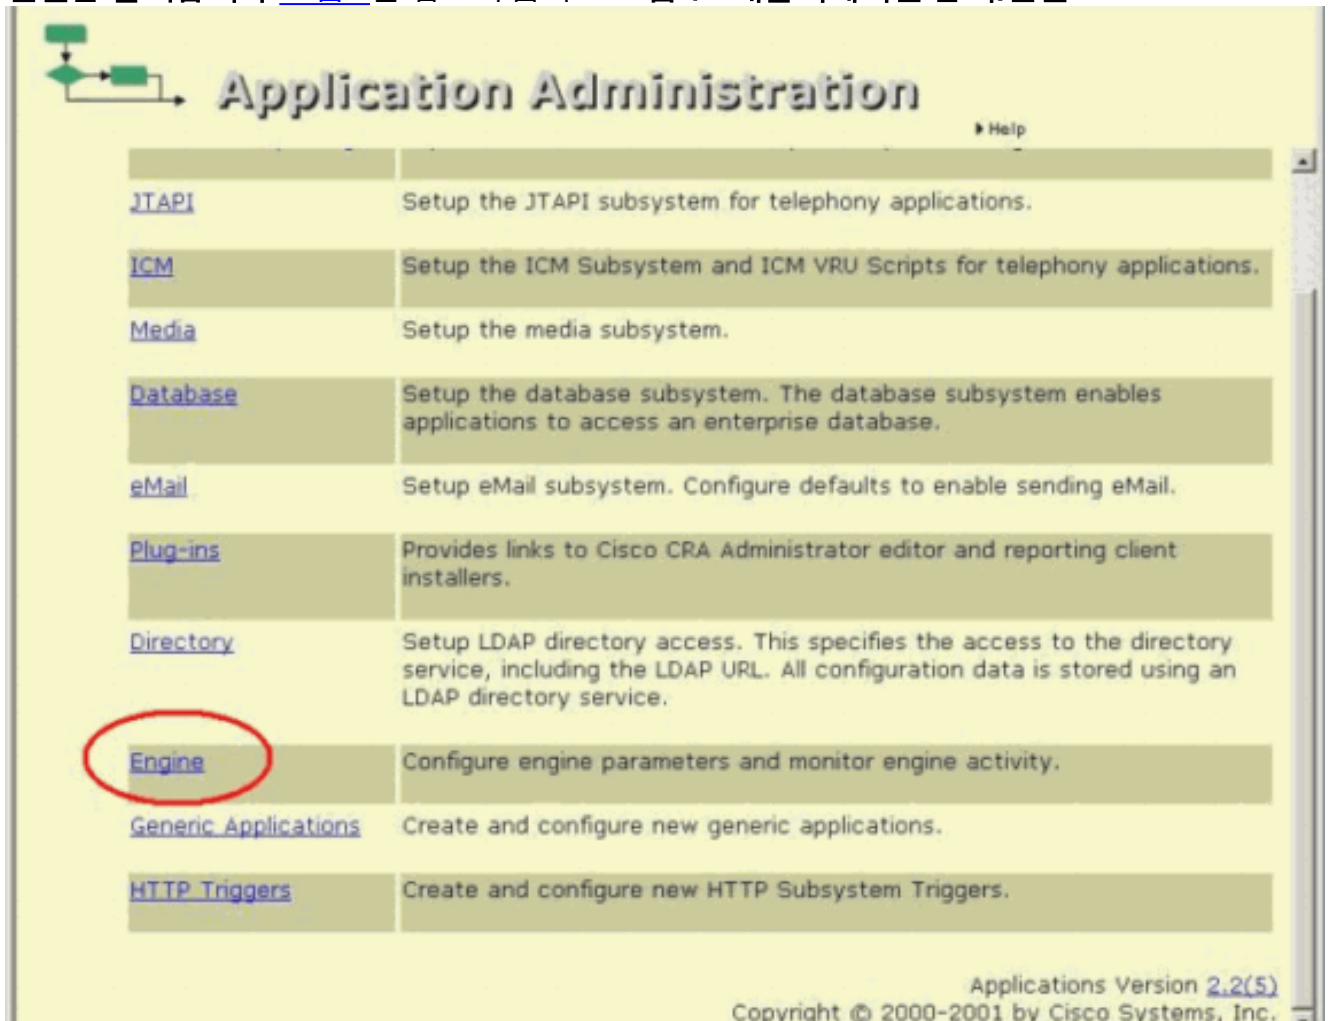 Application Administration
Help
JTAPI
Setup the JTAPI subsystem for telephony applications.
ICM
Setup the ICM Subsystem and ICM VRU Scripts for telephony applications.
Media
Setup the media subsystem.
Database
Setup the database subsystem. The database subsystem enables
applications to access an enterprise database.
eMail
Setup eMail subsystem. Configure defaults to enable sending eMail.
Plug-ins
Provides links to Cisco CRA Administrator editor and reporting client
installers.
Directory
Setup LDAP directory access. This specifies the access to the directory
service, including the LDAP URL. All configuration data is stored using an
LDAP directory service.
Engine
Configure engine parameters and monitor engine activity.
Generic Applications
Create and configure new generic applications.
HTTP Triggers
Create and configure new HTTP Subsystem Triggers.
Applications Version 2.2(5)
Copyright © 2000-2001 by Cisco Systems, Inc.